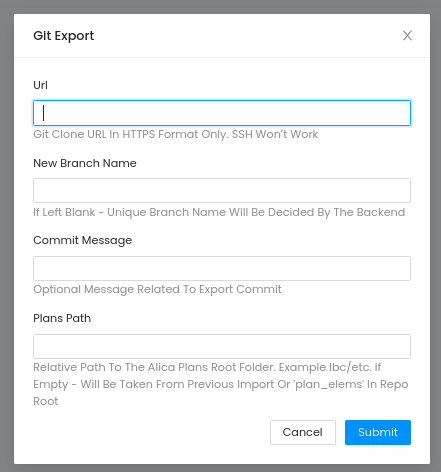 Git Export
Url
Git Clone URL In HTTPS Format Only. SSH Won't Work
New Branch Name
If Left Blank - Unique Branch Name Will Be Decided By The Backend
Commit Message
Optional Message Related To Export Commit
Plans Path
Relative Path To The Alica Plans Root Folder. Example lbc/etc. If
Empty - Will Be Taken From Previous Import Or 'plan_elems' In Repo
Root
Cancel
Submit